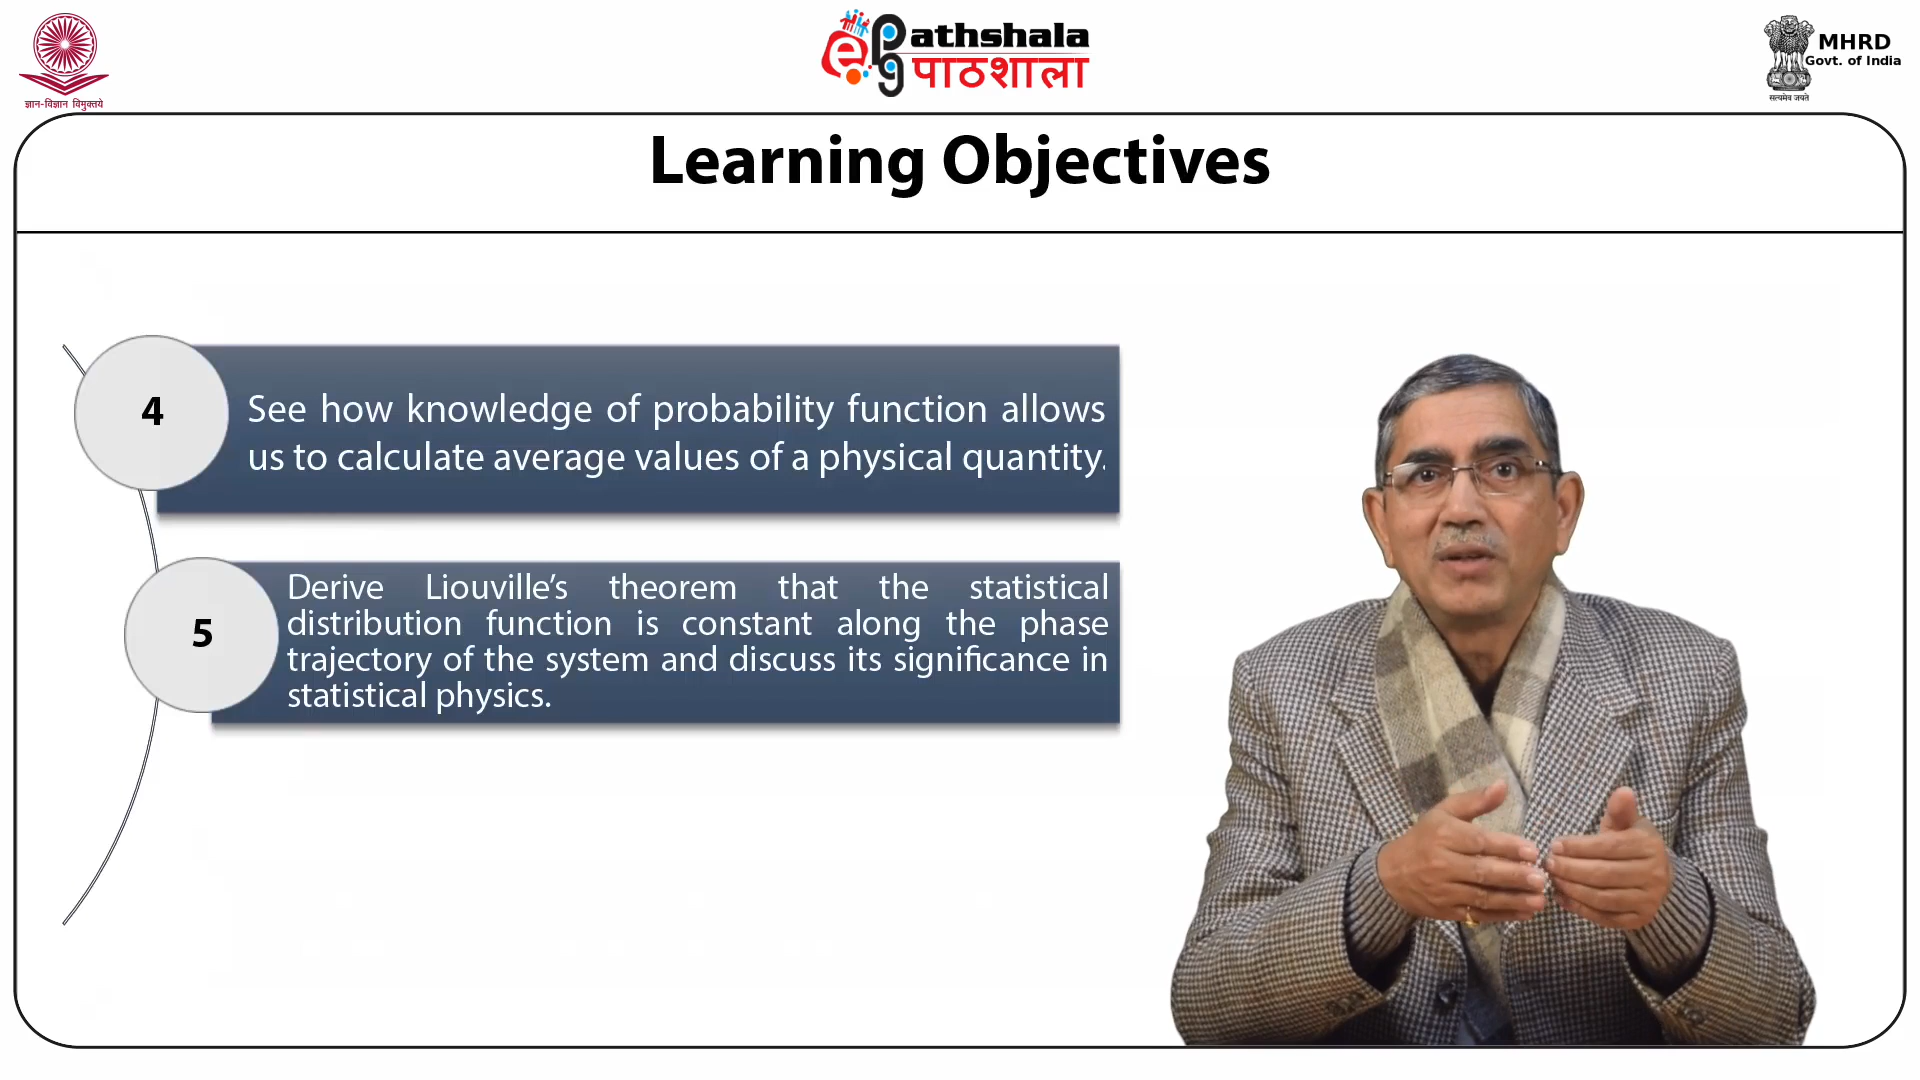 ज्ञान-विज्ञान विमुक्तये
ePathshala
पाठशाला
MHRD
Govt. of India
सत्यमेव जयते
Learning Objectives
4
See how knowledge of probability function allows
us to calculate average values of a physical quantity.
5
Derive Liouville’s theorem that the statistical
distribution function is constant along the phase
trajectory of the system and discuss its significance in
statistical physics.